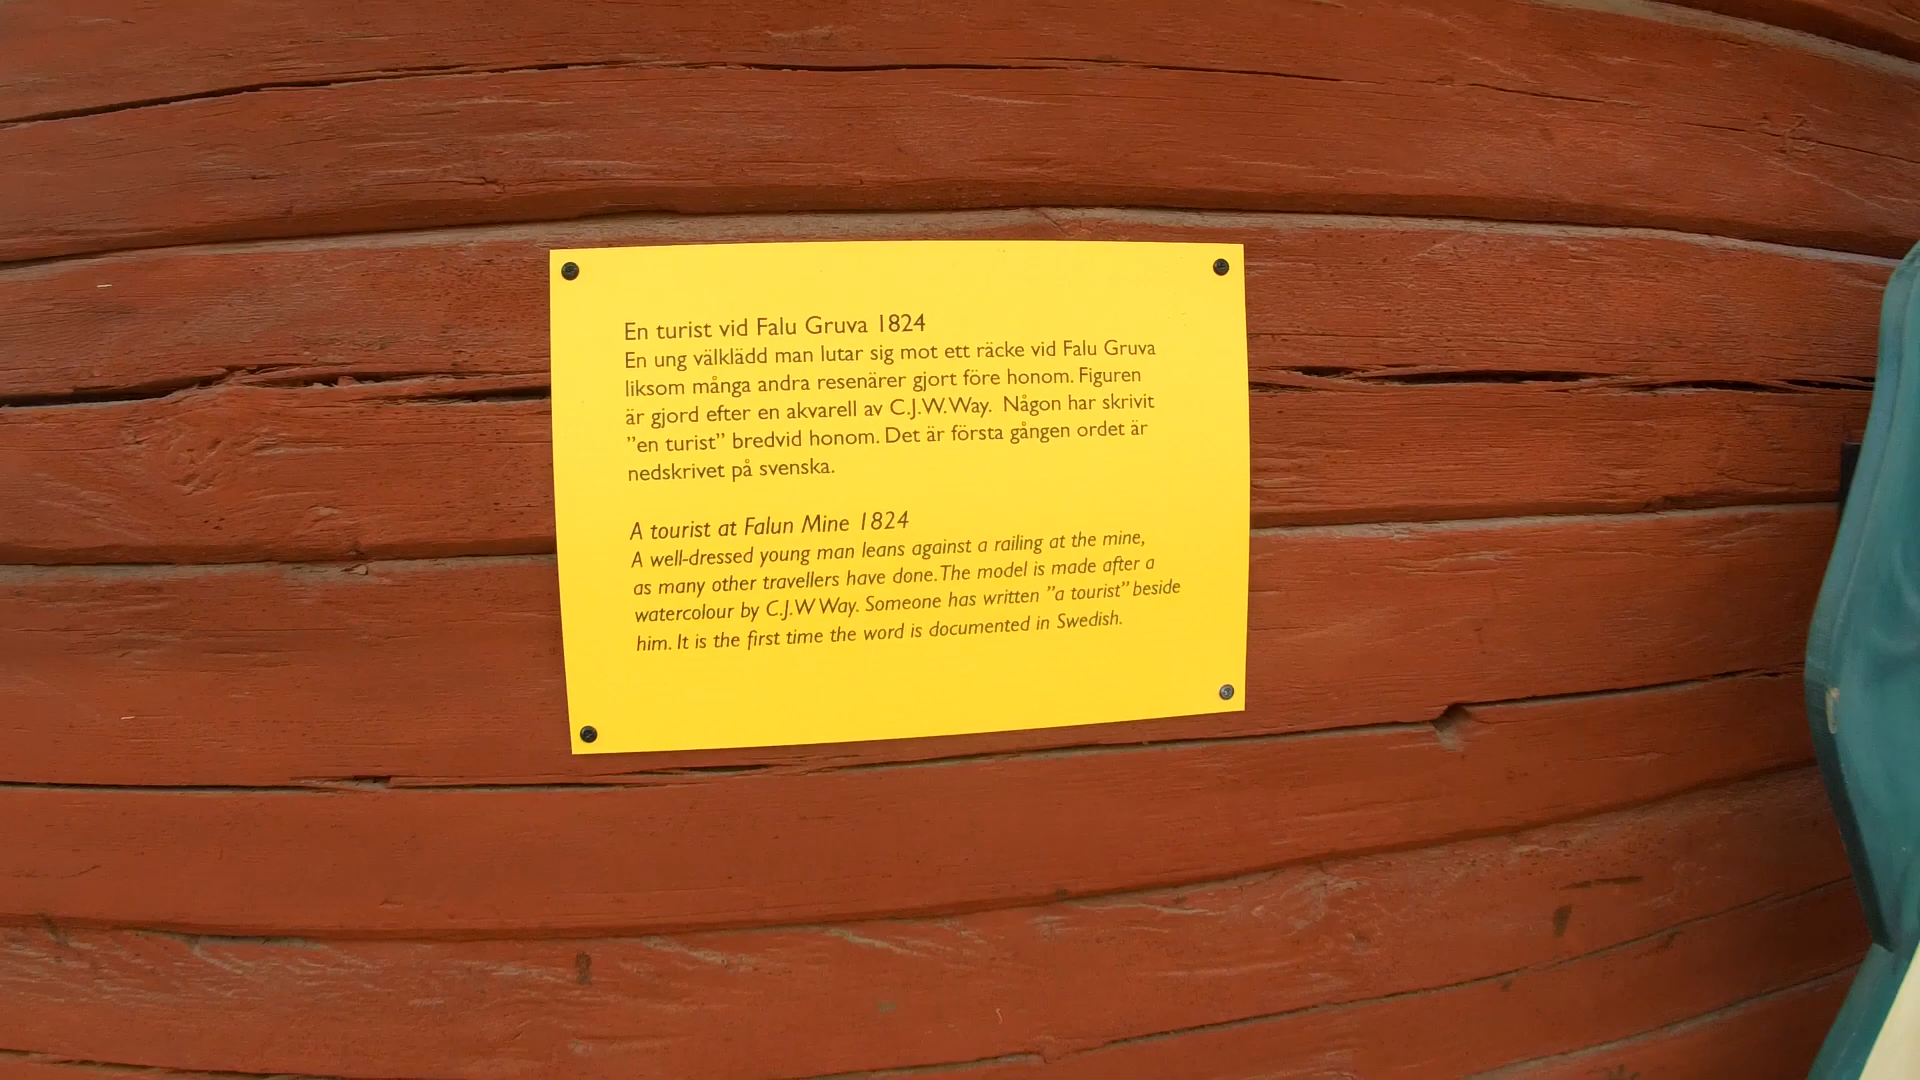 En turist vid Falu Gruva 1824
En ung välklädd man lutar sig mot ett räcke vid Falu Gruva
liksom många andra resenärer gjort före honom. Figuren
är gjord efter en akvarell av C.J.W.Way. Någon har skrivit
”en turist” bredvid honom. Det är första gången ordet är
nedskrivet på svenska.
A tourist at Falun Mine 1824
A well-dressed young man leans against a railing at the mine,
as many other travellers have done. The model is made after a
watercolour by C.J.W Way. Someone has written ”a tourist” beside
him. It is the first time the word is documented in Swedish.